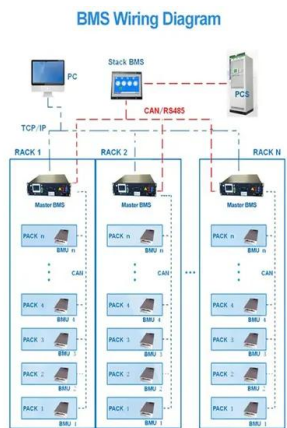 BMS Wiring Diagram
PC
Stack BMS
PCS
CAN/RS485
TCP/IP
RACK 1
RACK 2
RACK N
Master BMS
Master BMS
Master BMS
PACK n
BMU n
PACK n
BMU n
PACK n
BMU n
CAN
CAN
CAN
PACK 4
BMU 4
PACK 4
BMU 4
PACK 4
BMU 4
PACK 3
BMU 3
PACK 3
BMU 3
PACK 3
BMU 3
PACK 2
BMU 2
PACK 2
BMU 2
PACK 2
BMU 2
PACK 1
BMU 1
PACK 1
BMU 1
PACK 1
BMU 1